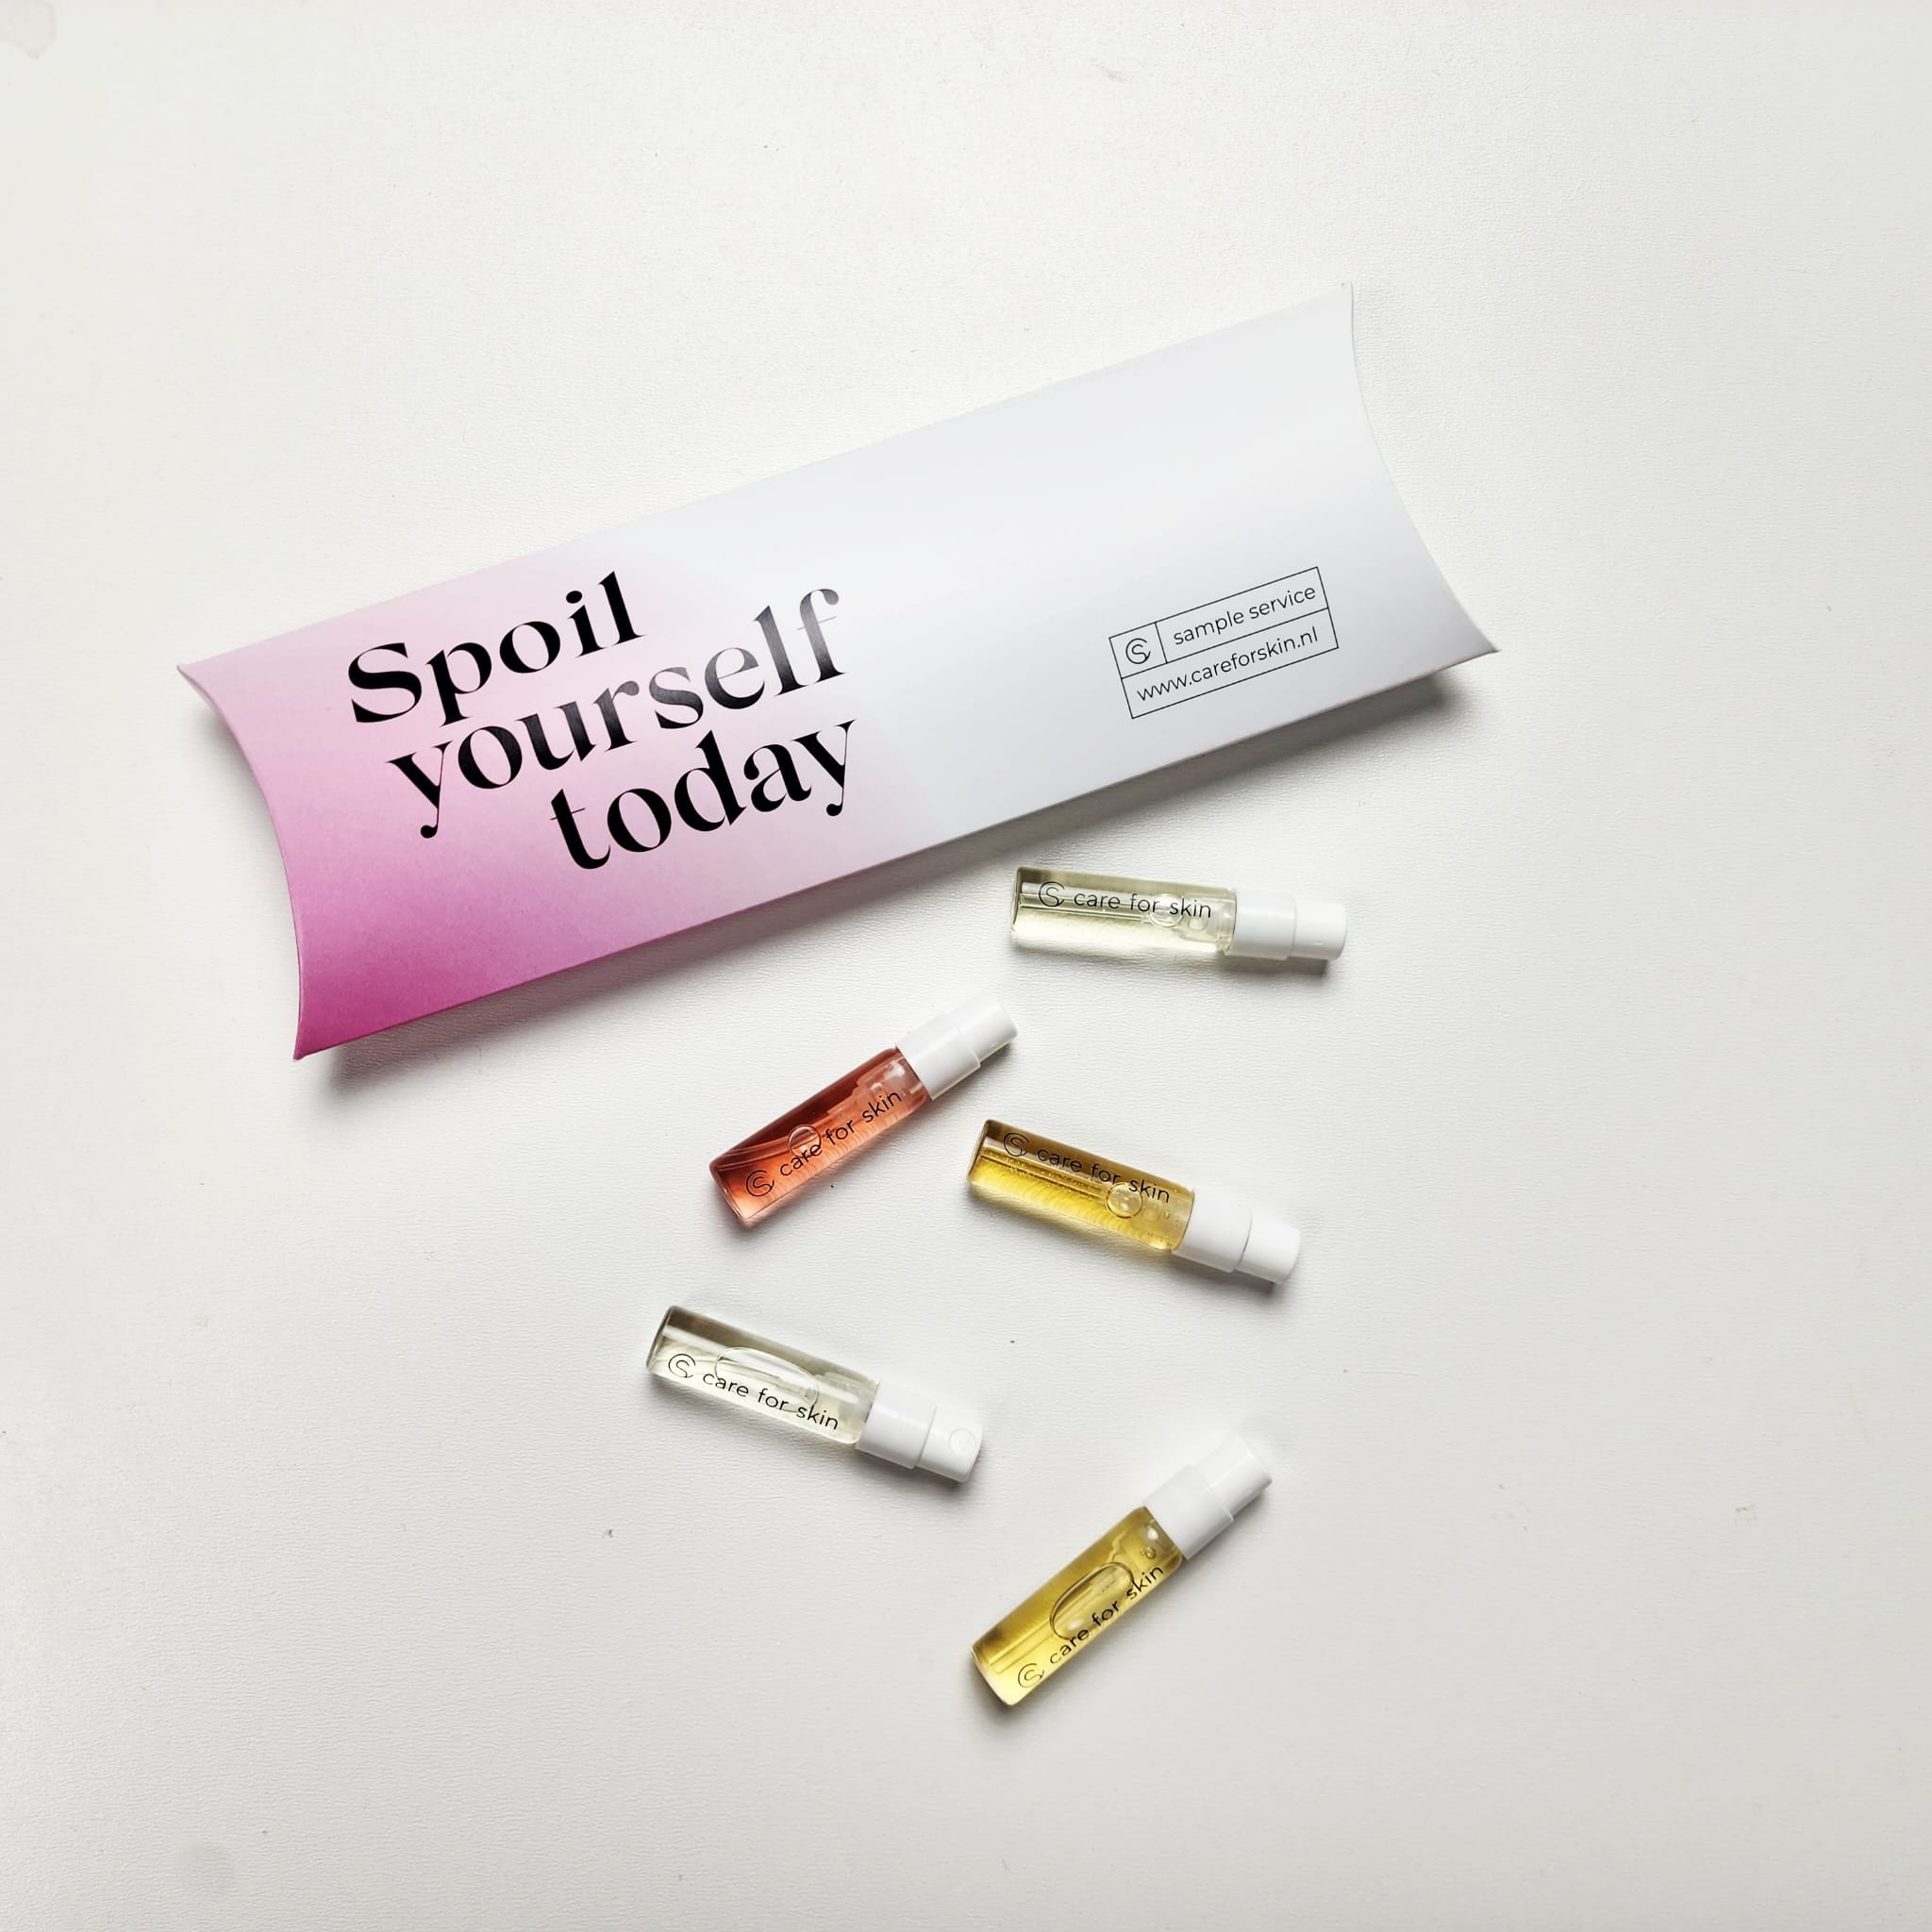 Spoil
yourself
today
sample service
www.careforskin.nl
care for skin
care for skin
care for skin
care for skin
care for skin